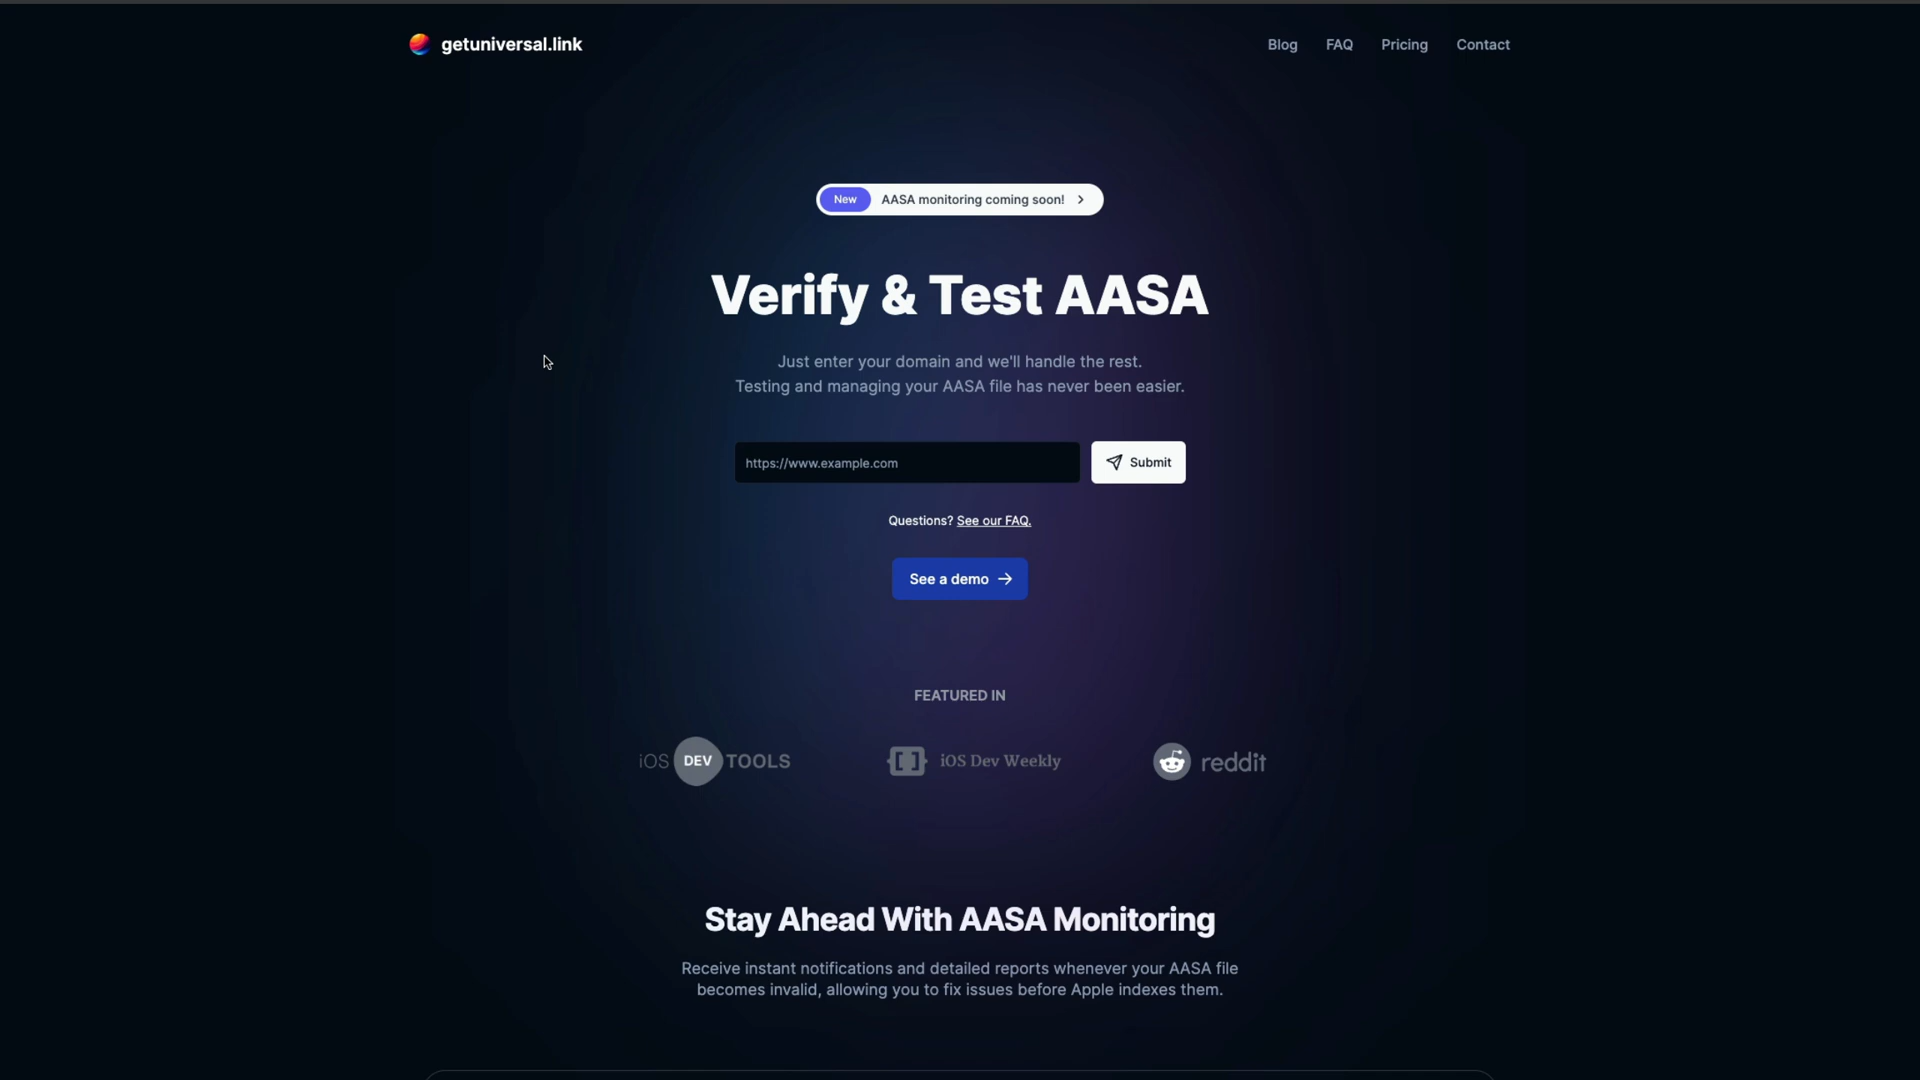 getuniversal.link
Blog FAQ Pricing Contact
New AASA monitoring coming soon!
Verify & Test AASA
Just enter your domain and we'll handle the rest.
Testing and managing your AASA file has never been easier.
https://www.example.com
Submit
Questions? See our FAQ.
See a demo
FEATURED IN
iOS DEV TOOLS
iOS Dev Weekly
reddit
Stay Ahead With AASA Monitoring
Receive instant notifications and detailed reports whenever your AASA file
becomes invalid, allowing you to fix issues before Apple indexes them.